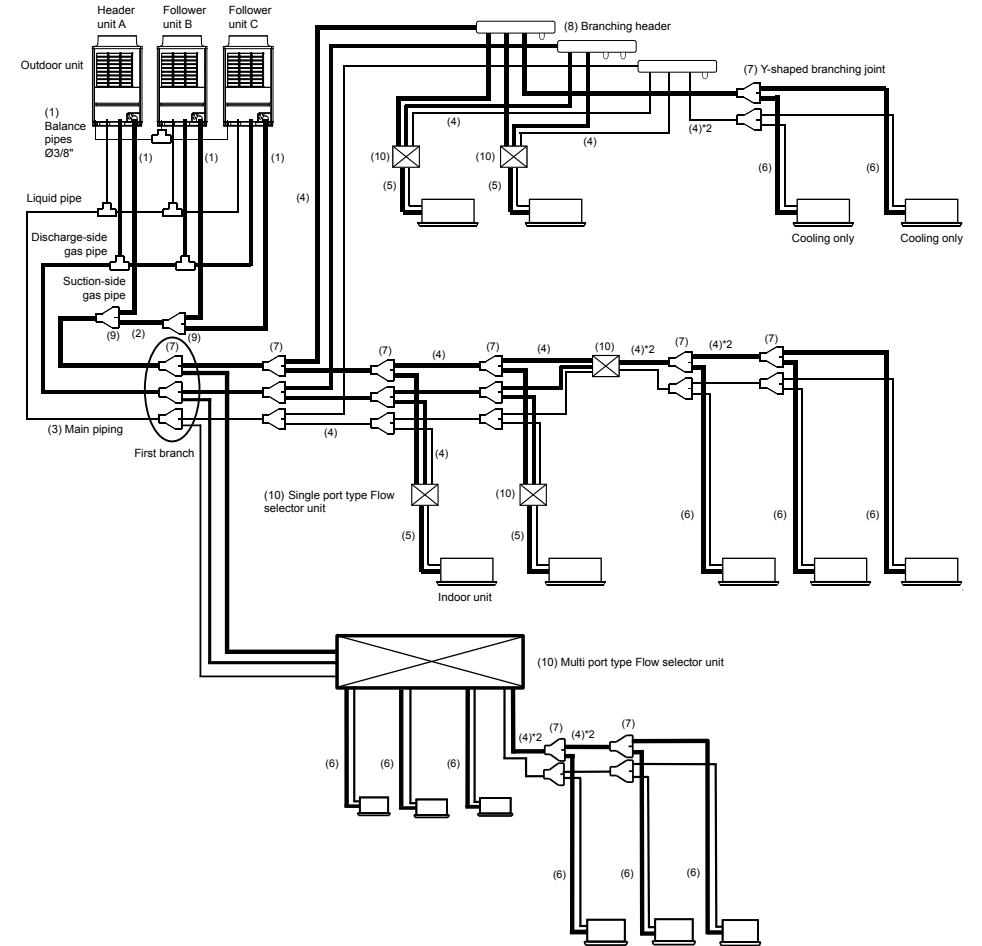 Header
unit A
Follower
unit B
Follower
unit C
(8) Branching header
Outdoor unit
(7) Y-shaped branching joint
(1)
Balance
pipes
Ø3/8"
(1)
(1)
(1)
(4)
(4)
(4)*2
(4)
(10)
(10)
(5)
(5)
(6)
(6)
(4)
Liquid pipe
Cooling only
Cooling only
Discharge-side
gas pipe
Suction-side
gas pipe
(9)
(2)
(9)
(7)
(7)
(7)
(4)
(7)
(4)
(10)
(4)*2
(7)
(4)*2
(7)
(3) Main piping
(4)
First branch
(4)
(10) Single port type Flow
selector unit
(10)
(5)
(5)
(6)
(6)
(6)
Indoor unit
(10) Multi port type Flow selector unit
(4)*2
(7)
(4)*2
(7)
(6)
(6)
(6)
(6)
(6)
(6)